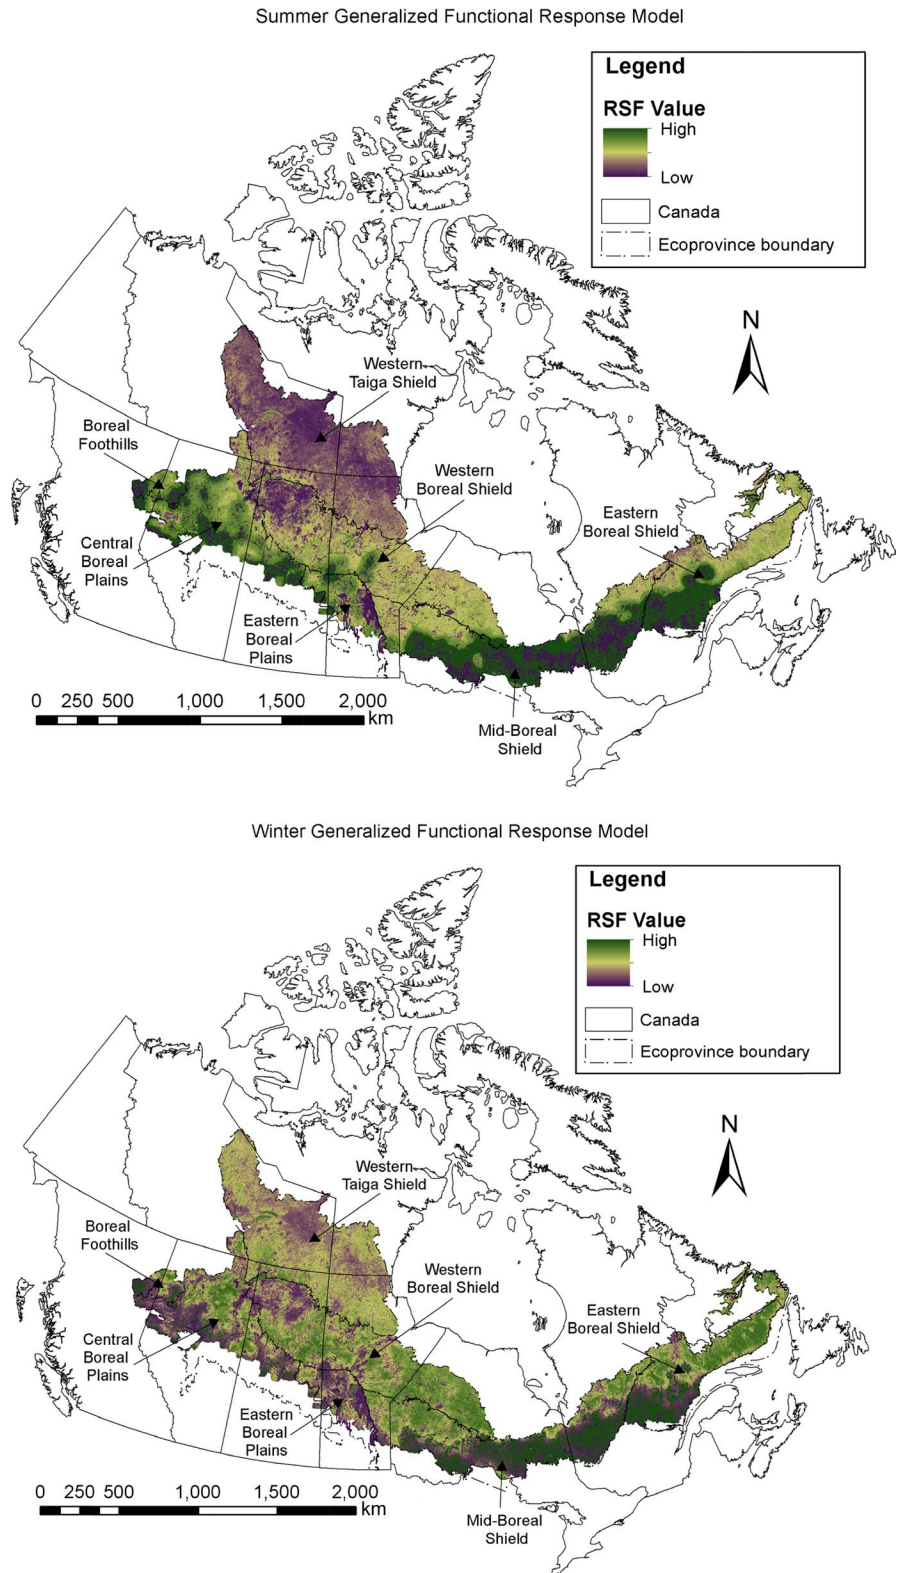 Summer Generalized Functional Response Model
Legend
RSF Value
High
Low
Canada
Ecoprovince boundary
N
Western
Taiga Shield
Boreal
Foothills
Western
Boreal Shield
Eastern
Boreal Shield
Central
Boreal
Plains
Eastern
Boreal
Plains
0 250 500 1,000 1,500 2,000
km
Mid-Boreal
Shield
Winter Generalized Functional Response Model
Legend
RSF Value
High
Low
Canada
Ecoprovince boundary
N
Western
Taiga Shield
Boreal
Foothills
Western
Boreal Shield
Eastern
Boreal Shield
Central
Boreal
Plains
Eastern
Boreal
Plains
0 250 500 1,000 1,500 2,000
km
Mid-Boreal
Shield